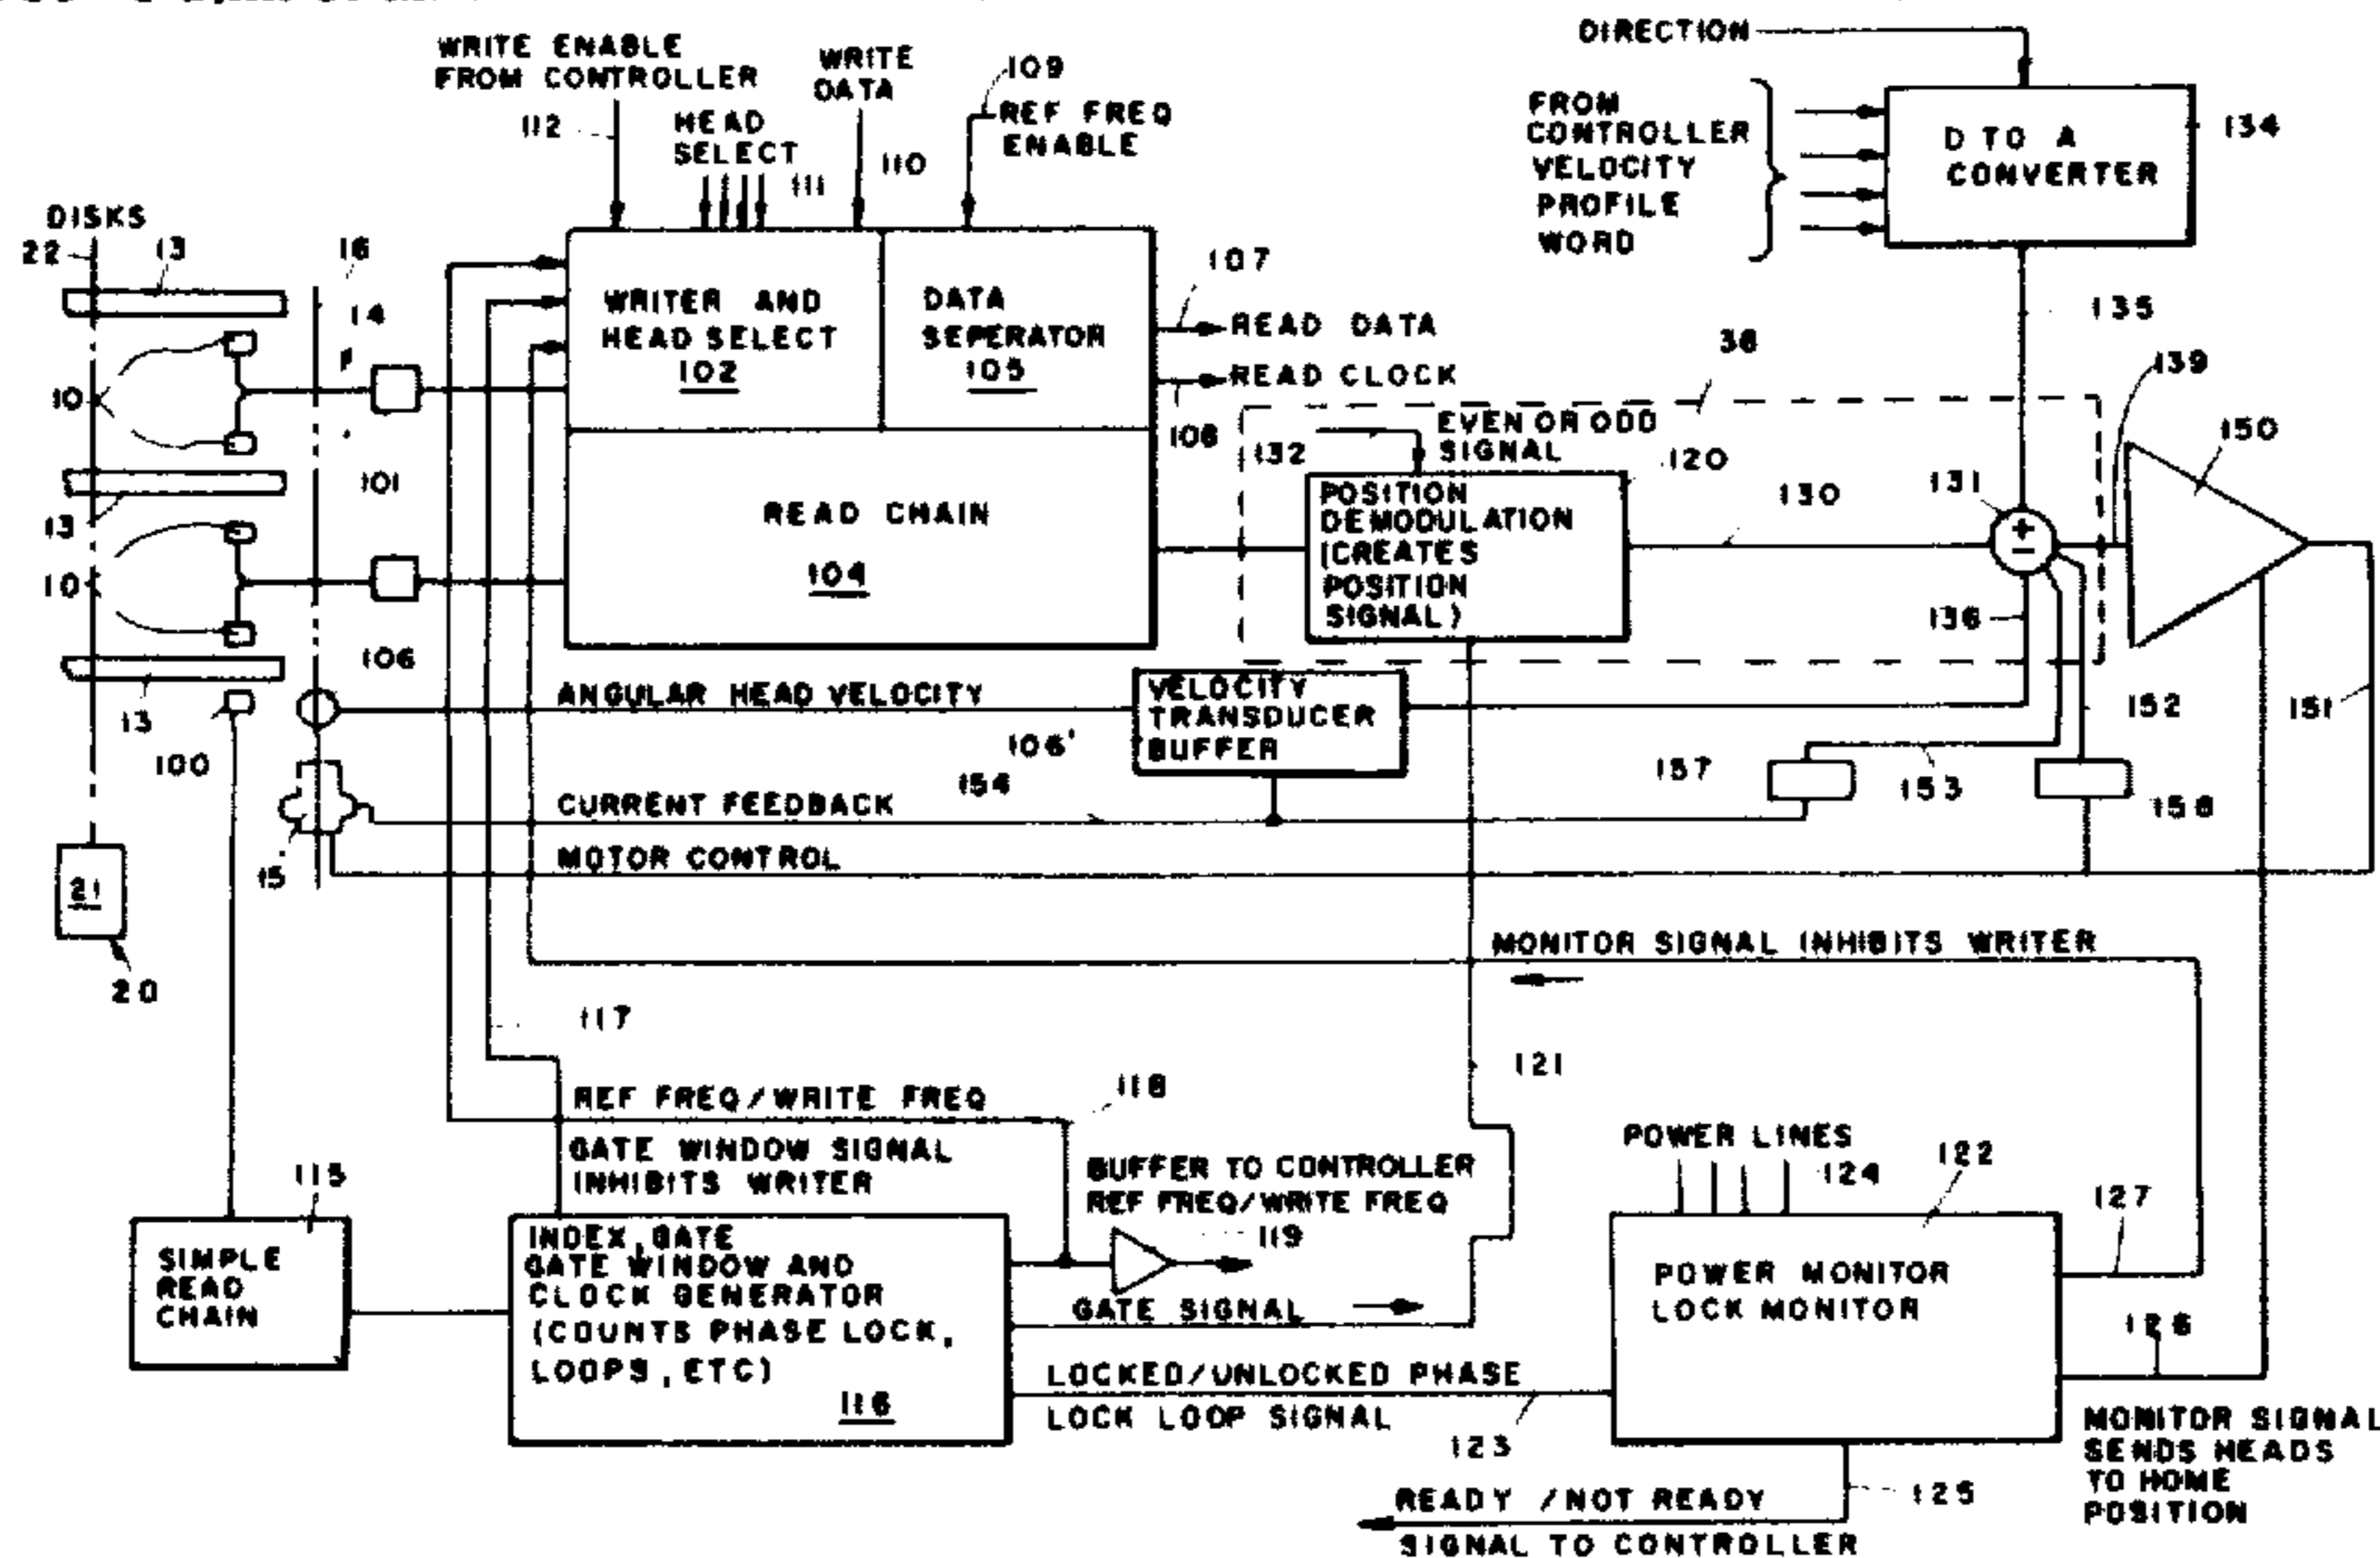 WRITE ENABLE
FROM CONTROLLER
112
HEAD
SELECT
111
WRITE
DATA
110
109
REF FREQ
ENABLE
DIRECTION
FROM
CONTROLLER
VELOCITY
PROFILE
WORD
D TO A
CONVERTER
134
135
DISKS
22
13
16
14
10
13
101
10
106
13
100
15
21
20
WRITER AND
HEAD SELECT
102
DATA
SEPERATOR
105
READ CHAIN
104
107
READ DATA
READ CLOCK
108
38
132
EVEN OR ODD
SIGNAL
120
POSITION
DEMODULATION
(CREATES
POSITION
SIGNAL)
130
131
+
−
139
150
136
152
151
ANGULAR HEAD VELOCITY
106'
VELOCITY
TRANSDUCER
BUFFER
157
153
158
154
CURRENT FEEDBACK
MOTOR CONTROL
MONITOR SIGNAL INHIBITS WRITER
117
121
118
REF FREQ/WRITE FREQ
GATE WINDOW SIGNAL
INHIBITS WRITER
BUFFER TO CONTROLLER
REF FREQ/WRITE FREQ
119
115
SIMPLE
READ
CHAIN
INDEX, GATE
GATE WINDOW AND
CLOCK GENERATOR
(COUNTS PHASE LOCK,
LOOPS, ETC)
116
GATE SIGNAL
LOCKED/UNLOCKED PHASE
LOCK LOOP SIGNAL
123
POWER LINES
124
122
127
POWER MONITOR
LOCK MONITOR
126
MONITOR SIGNAL
SENDS HEADS
TO HOME
POSITION
125
READY /NOT READY
SIGNAL TO CONTROLLER